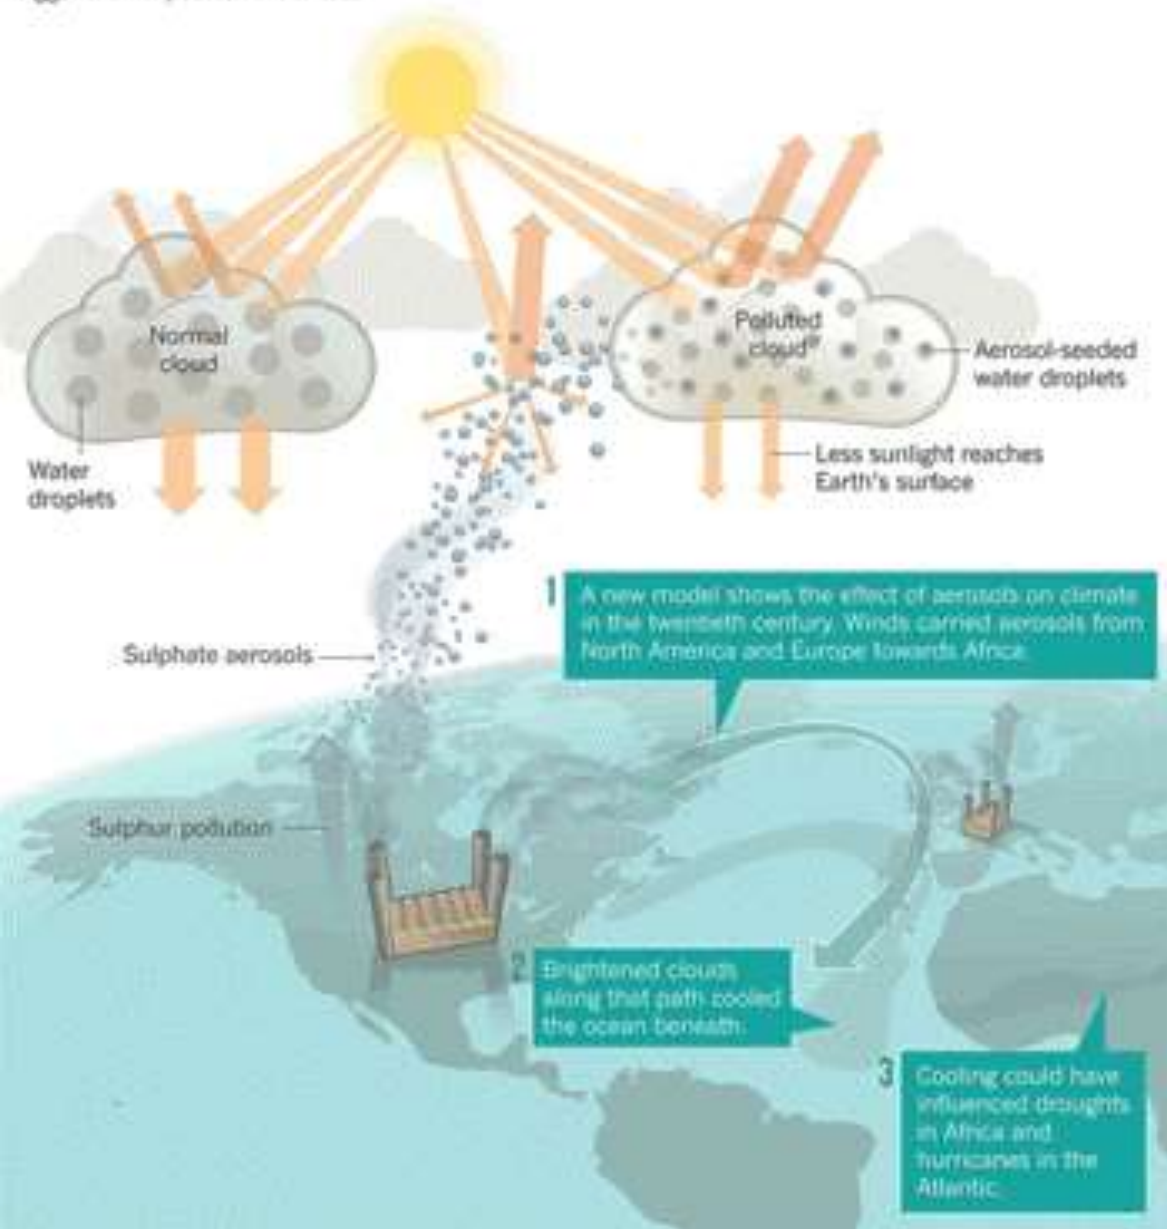 Normal
cloud
Polluted
cloud
Aerosol-seeded
water droplets
Water
droplets
Less sunlight reaches
Earth's surface
1
A new model shows the effect of aerosols on climate
in the twentieth century. Winds carried aerosols from
North America and Europe towards Africa.
Sulphate aerosols
Sulphur pollution
2
Brightened clouds
along that path cooled
the ocean beneath.
3
Cooling could have
influenced droughts
in Africa and
hurricanes in the
Atlantic.